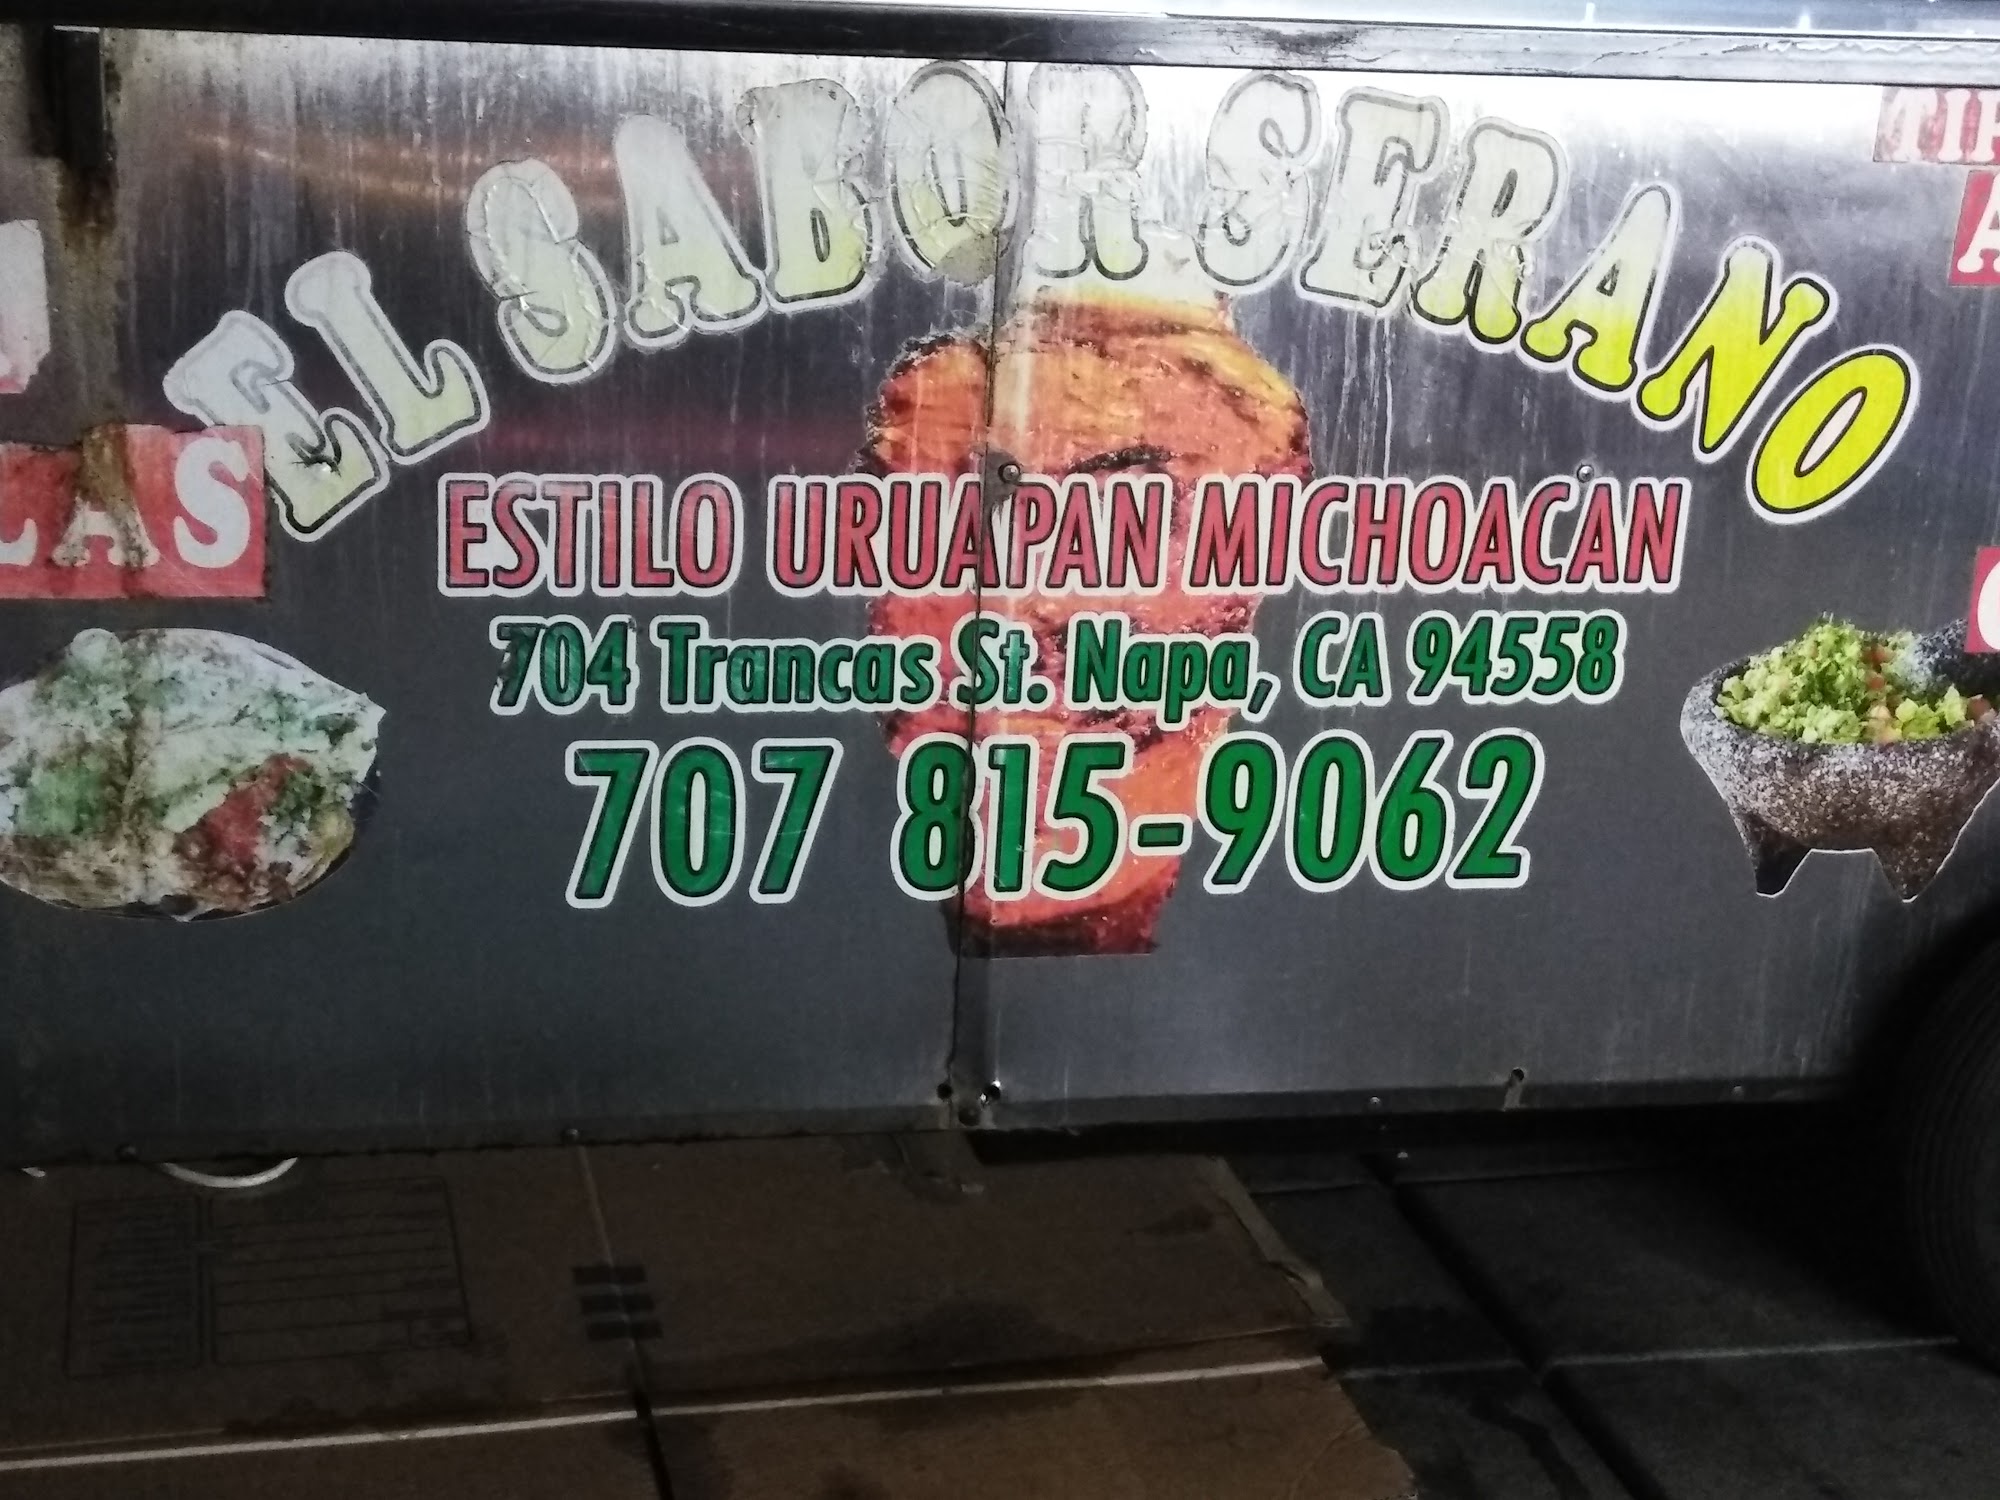 EL SABOR SERANO
ESTILO URUAPAN MICHOACAN
704 Trancas St. Napa, CA 94558
707 815-9062
LAS